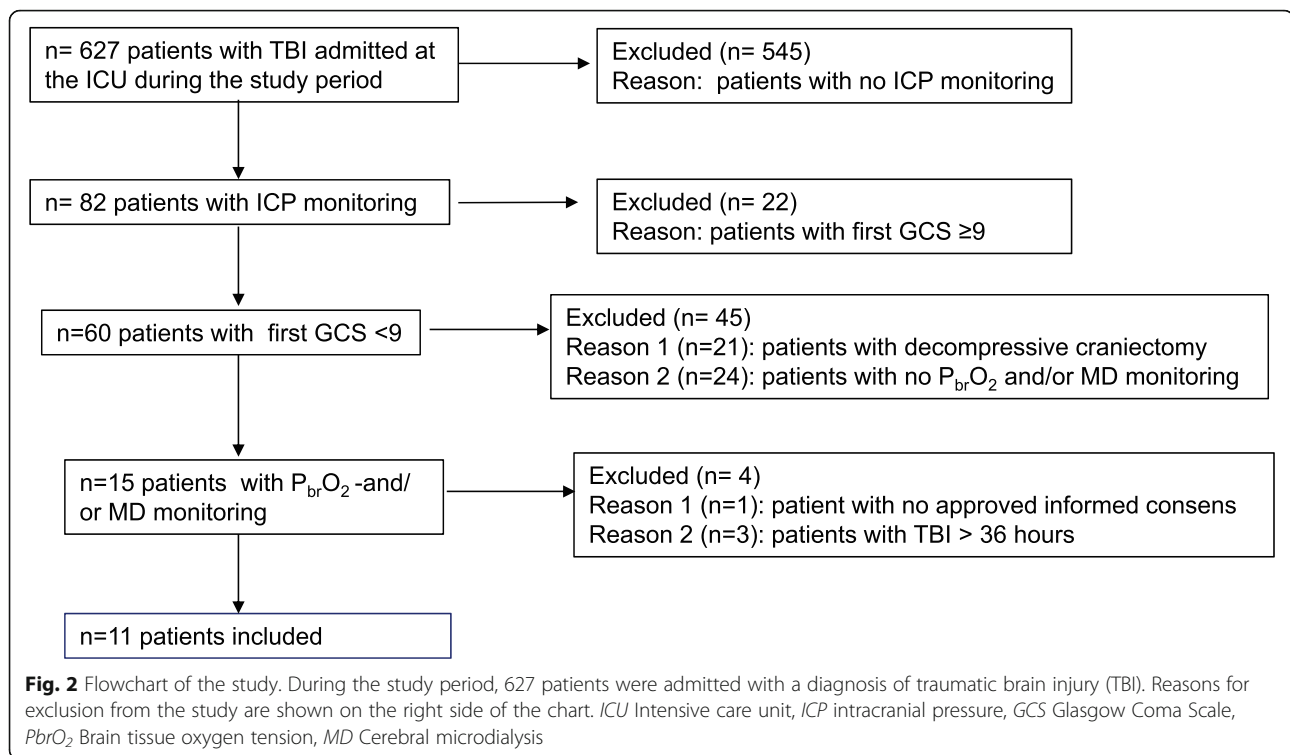 n= 627 patients with TBI admitted at
the ICU during the study period
Excluded (n= 545)
Reason:  patients with no ICP monitoring
n= 82 patients with ICP monitoring
Excluded (n= 22)
Reason: patients with first GCS ≥9
n=60 patients with  first GCS <9
Excluded (n= 45)
Reason 1 (n=21): patients with decompressive craniectomy
Reason 2 (n=24): patients with no PbrO2 and/or MD monitoring
n=15 patients  with PbrO2 -and/
or MD monitoring
Excluded (n= 4)
Reason 1 (n=1): patient with no approved informed consens
Reason 2 (n=3): patients with TBI > 36 hours
n=11 patients included
Fig. 2 Flowchart of the study. During the study period, 627 patients were admitted with a diagnosis of traumatic brain injury (TBI). Reasons for
exclusion from the study are shown on the right side of the chart. ICU Intensive care unit, ICP intracranial pressure, GCS Glasgow Coma Scale,
PbrO2 Brain tissue oxygen tension, MD Cerebral microdialysis